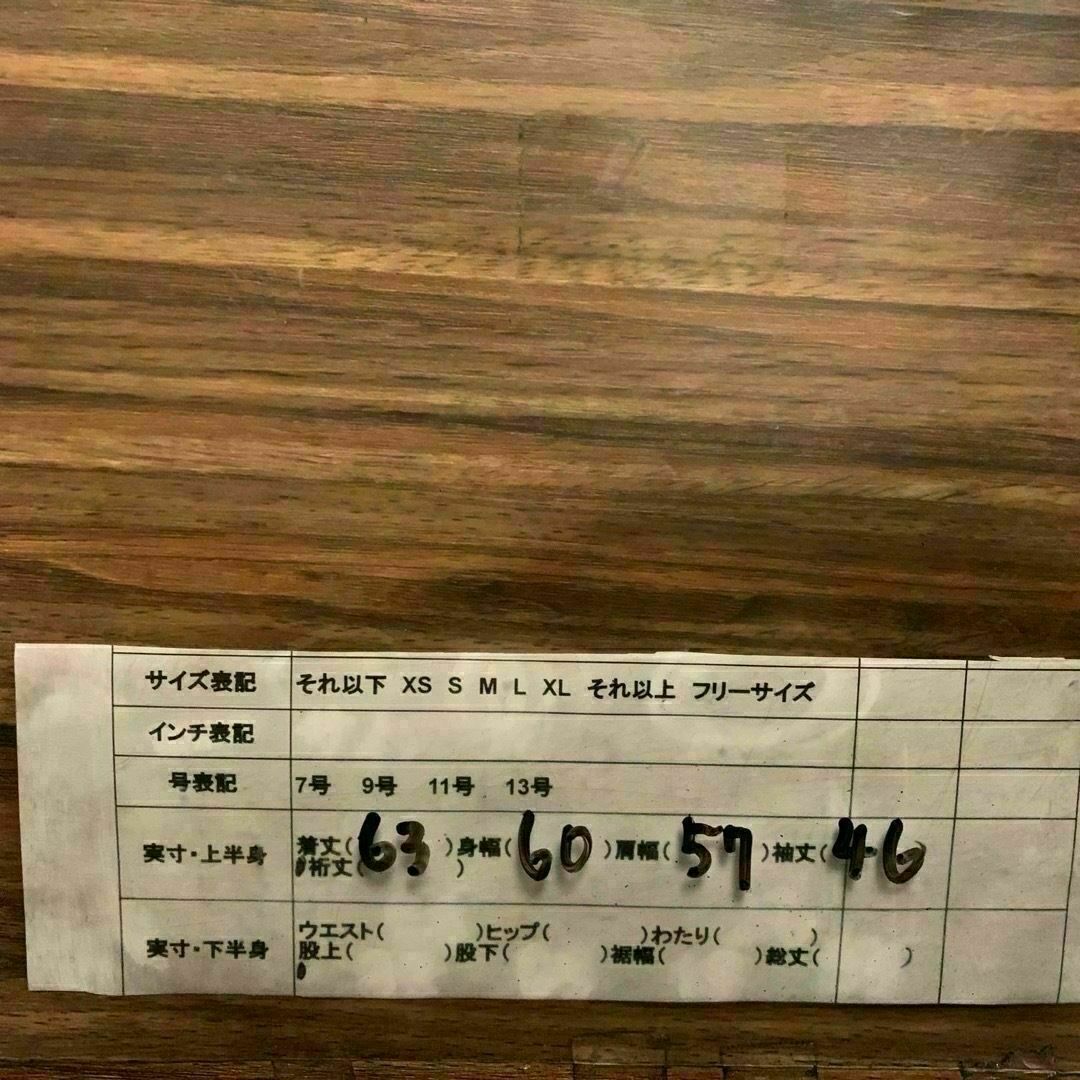 サイズ表記 それ以下 XS S M L XL それ以上 フリーサイズ
インチ表記
号表記 7号 9号 11号 13号
実寸・上半身 着丈(63)身幅(60)肩幅(57)袖丈(46
裄丈( )
実寸・下半身 ウエスト( )ヒップ( )わたり( )
股上( )股下( )裾幅( )総丈( )